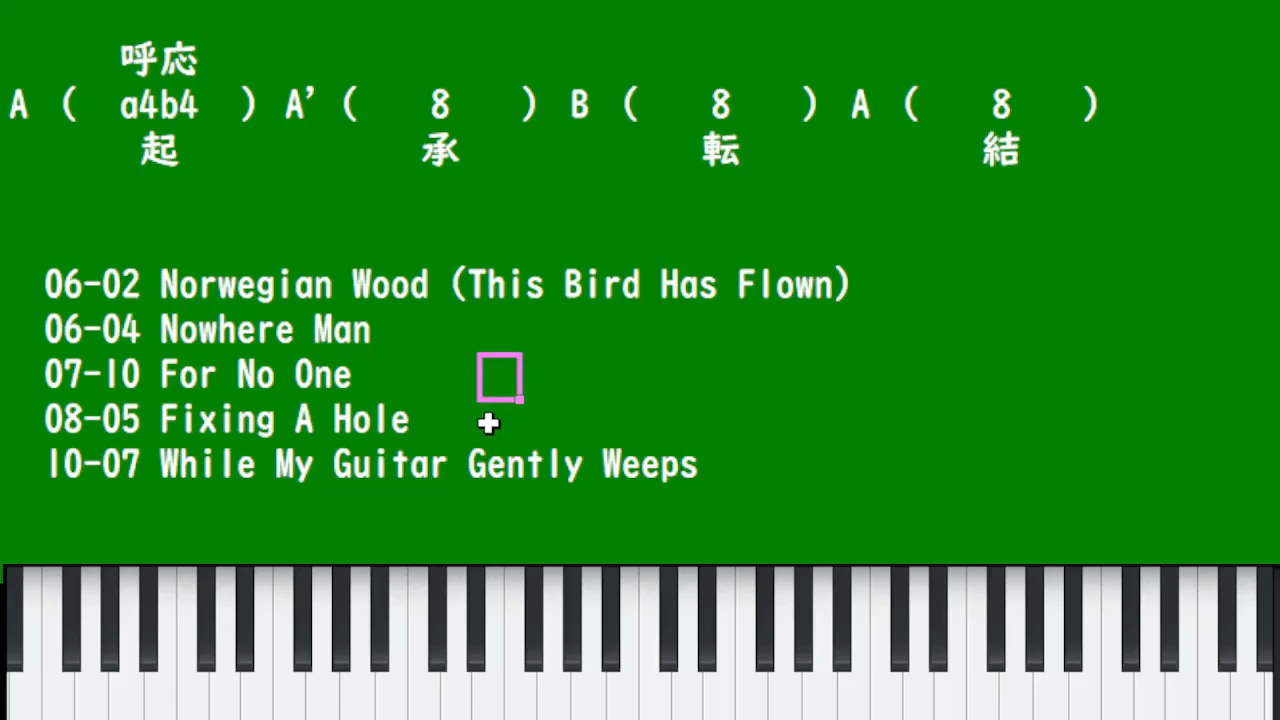 呼応
A ( a4b4 ) A'( 8 ) B ( 8 ) A ( 8 )
起 承 転 結
06-02 Norwegian Wood (This Bird Has Flown)
06-04 Nowhere Man
07-10 For No One
08-05 Fixing A Hole
10-07 While My Guitar Gently Weeps